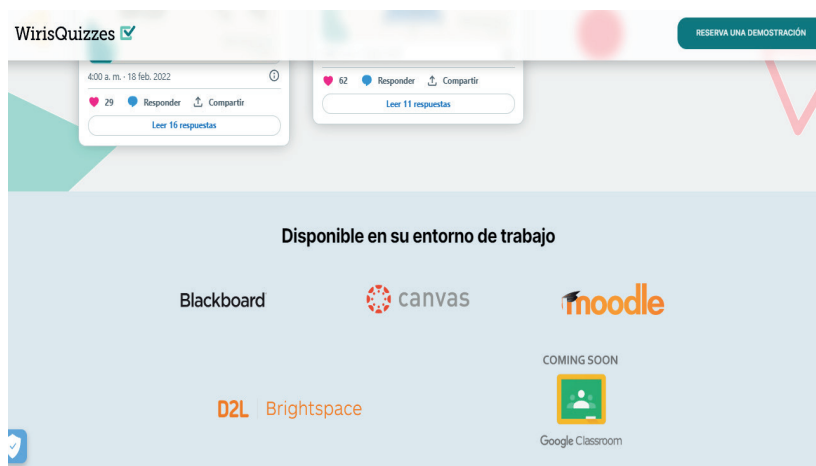 WirisQuizzes
RESERVA UNA DEMOSTRACIÓN
4:00 a. m. · 18 feb. 2022
29 Responder Compartir
Leer 16 respuestas
62 Responder Compartir
Leer 11 respuestas
Disponible en su entorno de trabajo
Blackboard
canvas
moodle
D2L Brightspace
COMING SOON
Google Classroom